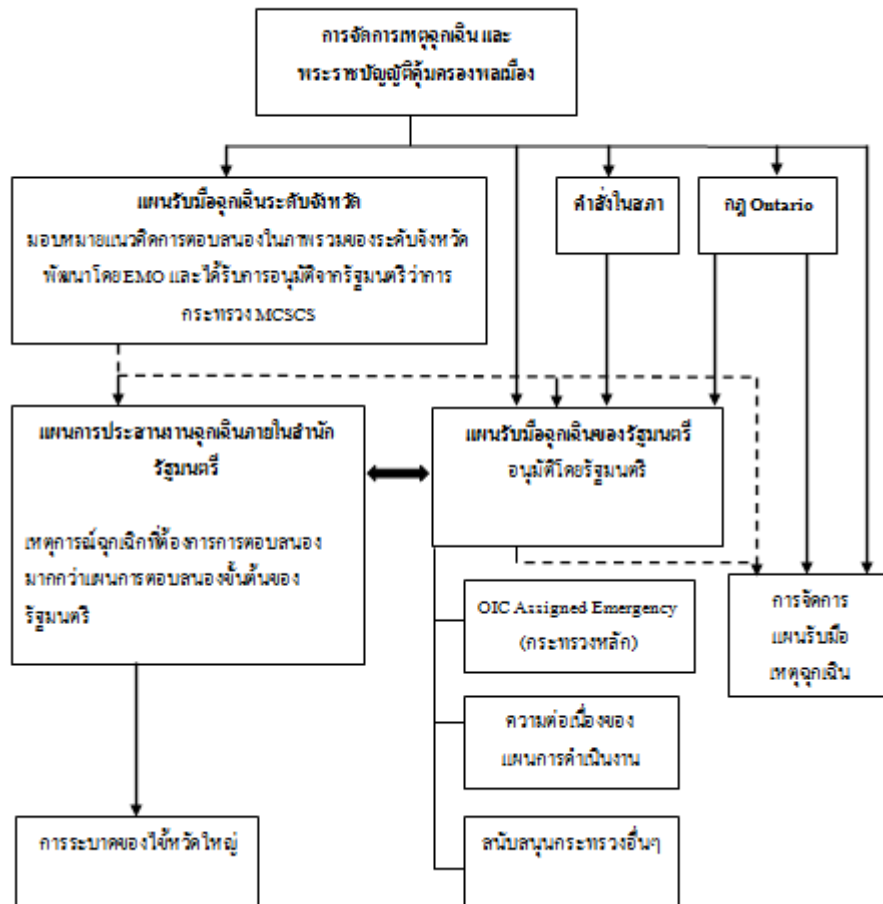 การจัดการเหตุฉุกเฉิน และ
พระราชบัญญัติคุ้มครองพลเมือง
แผนรับมือฉุกเฉินระดับจังหวัด
มอบหมายแนวคิดการตอบสนองในภาพรวมของระดับจังหวัด
พัฒนาโดย EMO และได้รับการอนุมัติจากรัฐมนตรีว่าการ
กระทรวง MCSCS
คำสั่งในสภา
กฎ Ontario
แผนการประสานงานฉุกเฉินภายในสำนัก
รัฐมนตรี
เหตุการณ์ฉุกเฉิกที่ต้องการการตอบสนอง
มากกว่าแผนการตอบสนองขั้นต้นของ
รัฐมนตรี
แผนรับมือฉุกเฉินของรัฐมนตรี
อนุมัติโดยรัฐมนตรี
OIC Assigned Emergency
(กระทรวงหลัก)
การจัดการ
แผนรับมือ
เหตุฉุกเฉิน
ความต่อเนื่องของ
แผนการดำเนินงาน
การระบาดของไข้หวัดใหญ่
สนับสนุนกระทรวงอื่นๆ